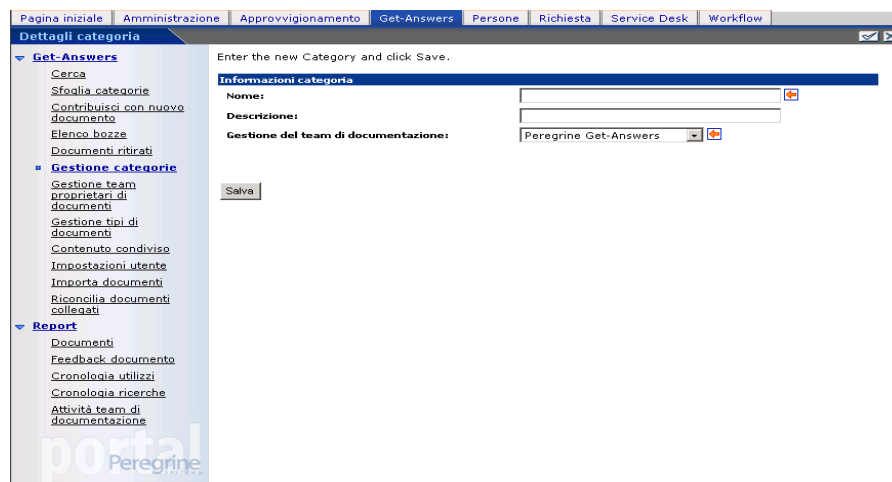 Pagina iniziale Amministrazione Approvvigionamento Get-Answers Persone Richiesta Service Desk Workflow
Dettagli categoria
Get-Answers
Cerca
Sfoglia categorie
Contribuisci con nuovo
documento
Elenco bozze
Documenti ritirati
Gestione categorie
Gestione team
proprietari di
documenti
Gestione tipi di
documenti
Contenuto condiviso
Impostazioni utente
Importa documenti
Riconcilia documenti
collegati
Report
Documenti
Feedback documento
Cronologia utilizzi
Cronologia ricerche
Attività team di
documentazione
portal
Peregrine
Enter the new Category and click Save.
Informazioni categoria
Nome:
Descrizione:
Gestione del team di documentazione: Peregrine Get-Answers
Salva